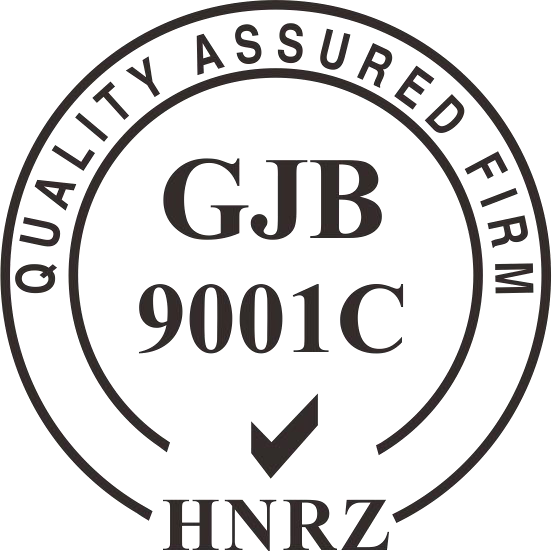 QUALITY ASSURED FIRM
GJB
9001C
HNRZ